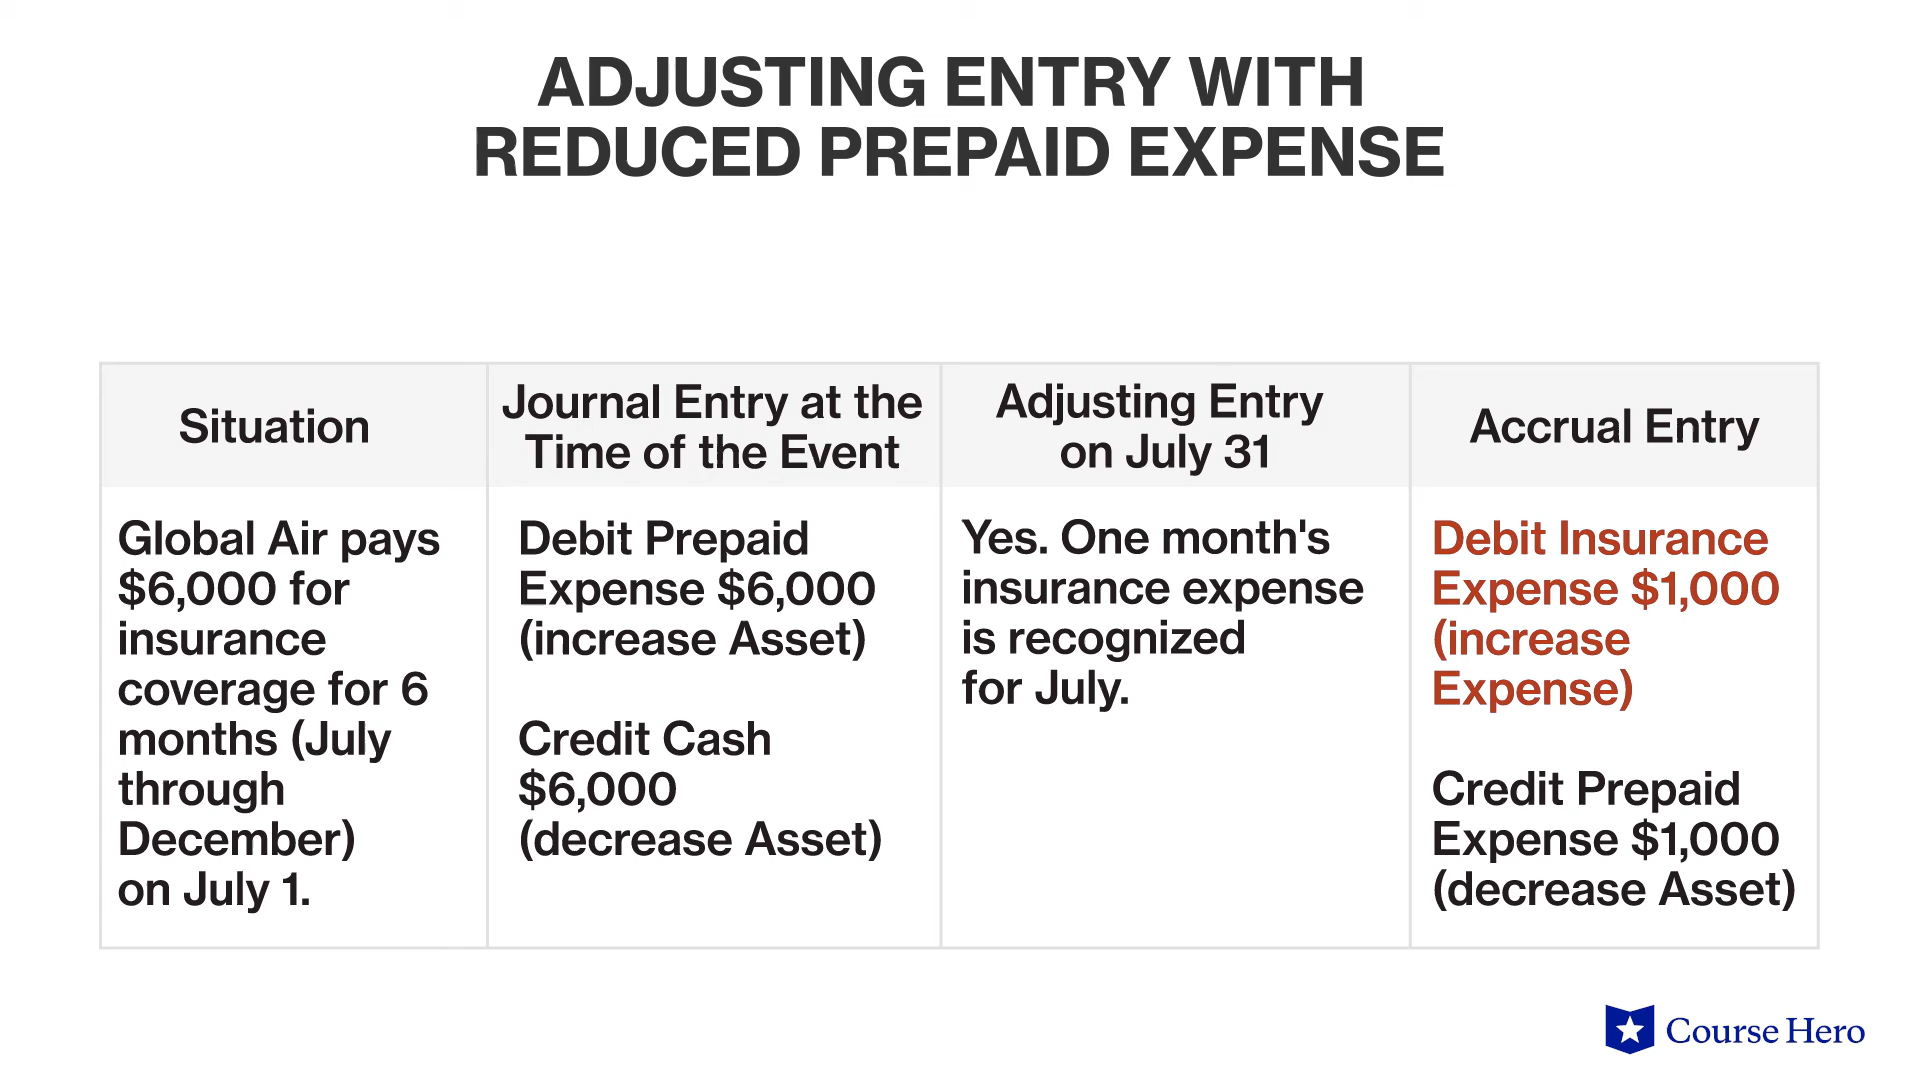 ADJUSTING ENTRY WITH
REDUCED PREPAID EXPENSE
Situation
Journal Entry at the
Time of the Event
Adjusting Entry
on July 31
Accrual Entry
Global Air pays
$6,000 for
insurance
coverage for 6
months (July
through
December)
on July 1.
Debit Prepaid
Expense $6,000
(increase Asset)
Credit Cash
$6,000
(decrease Asset)
Yes. One month's
insurance expense
is recognized
for July.
Debit Insurance
Expense $1,000
(increase
Expense)
Credit Prepaid
Expense $1,000
(decrease Asset)
Course Hero